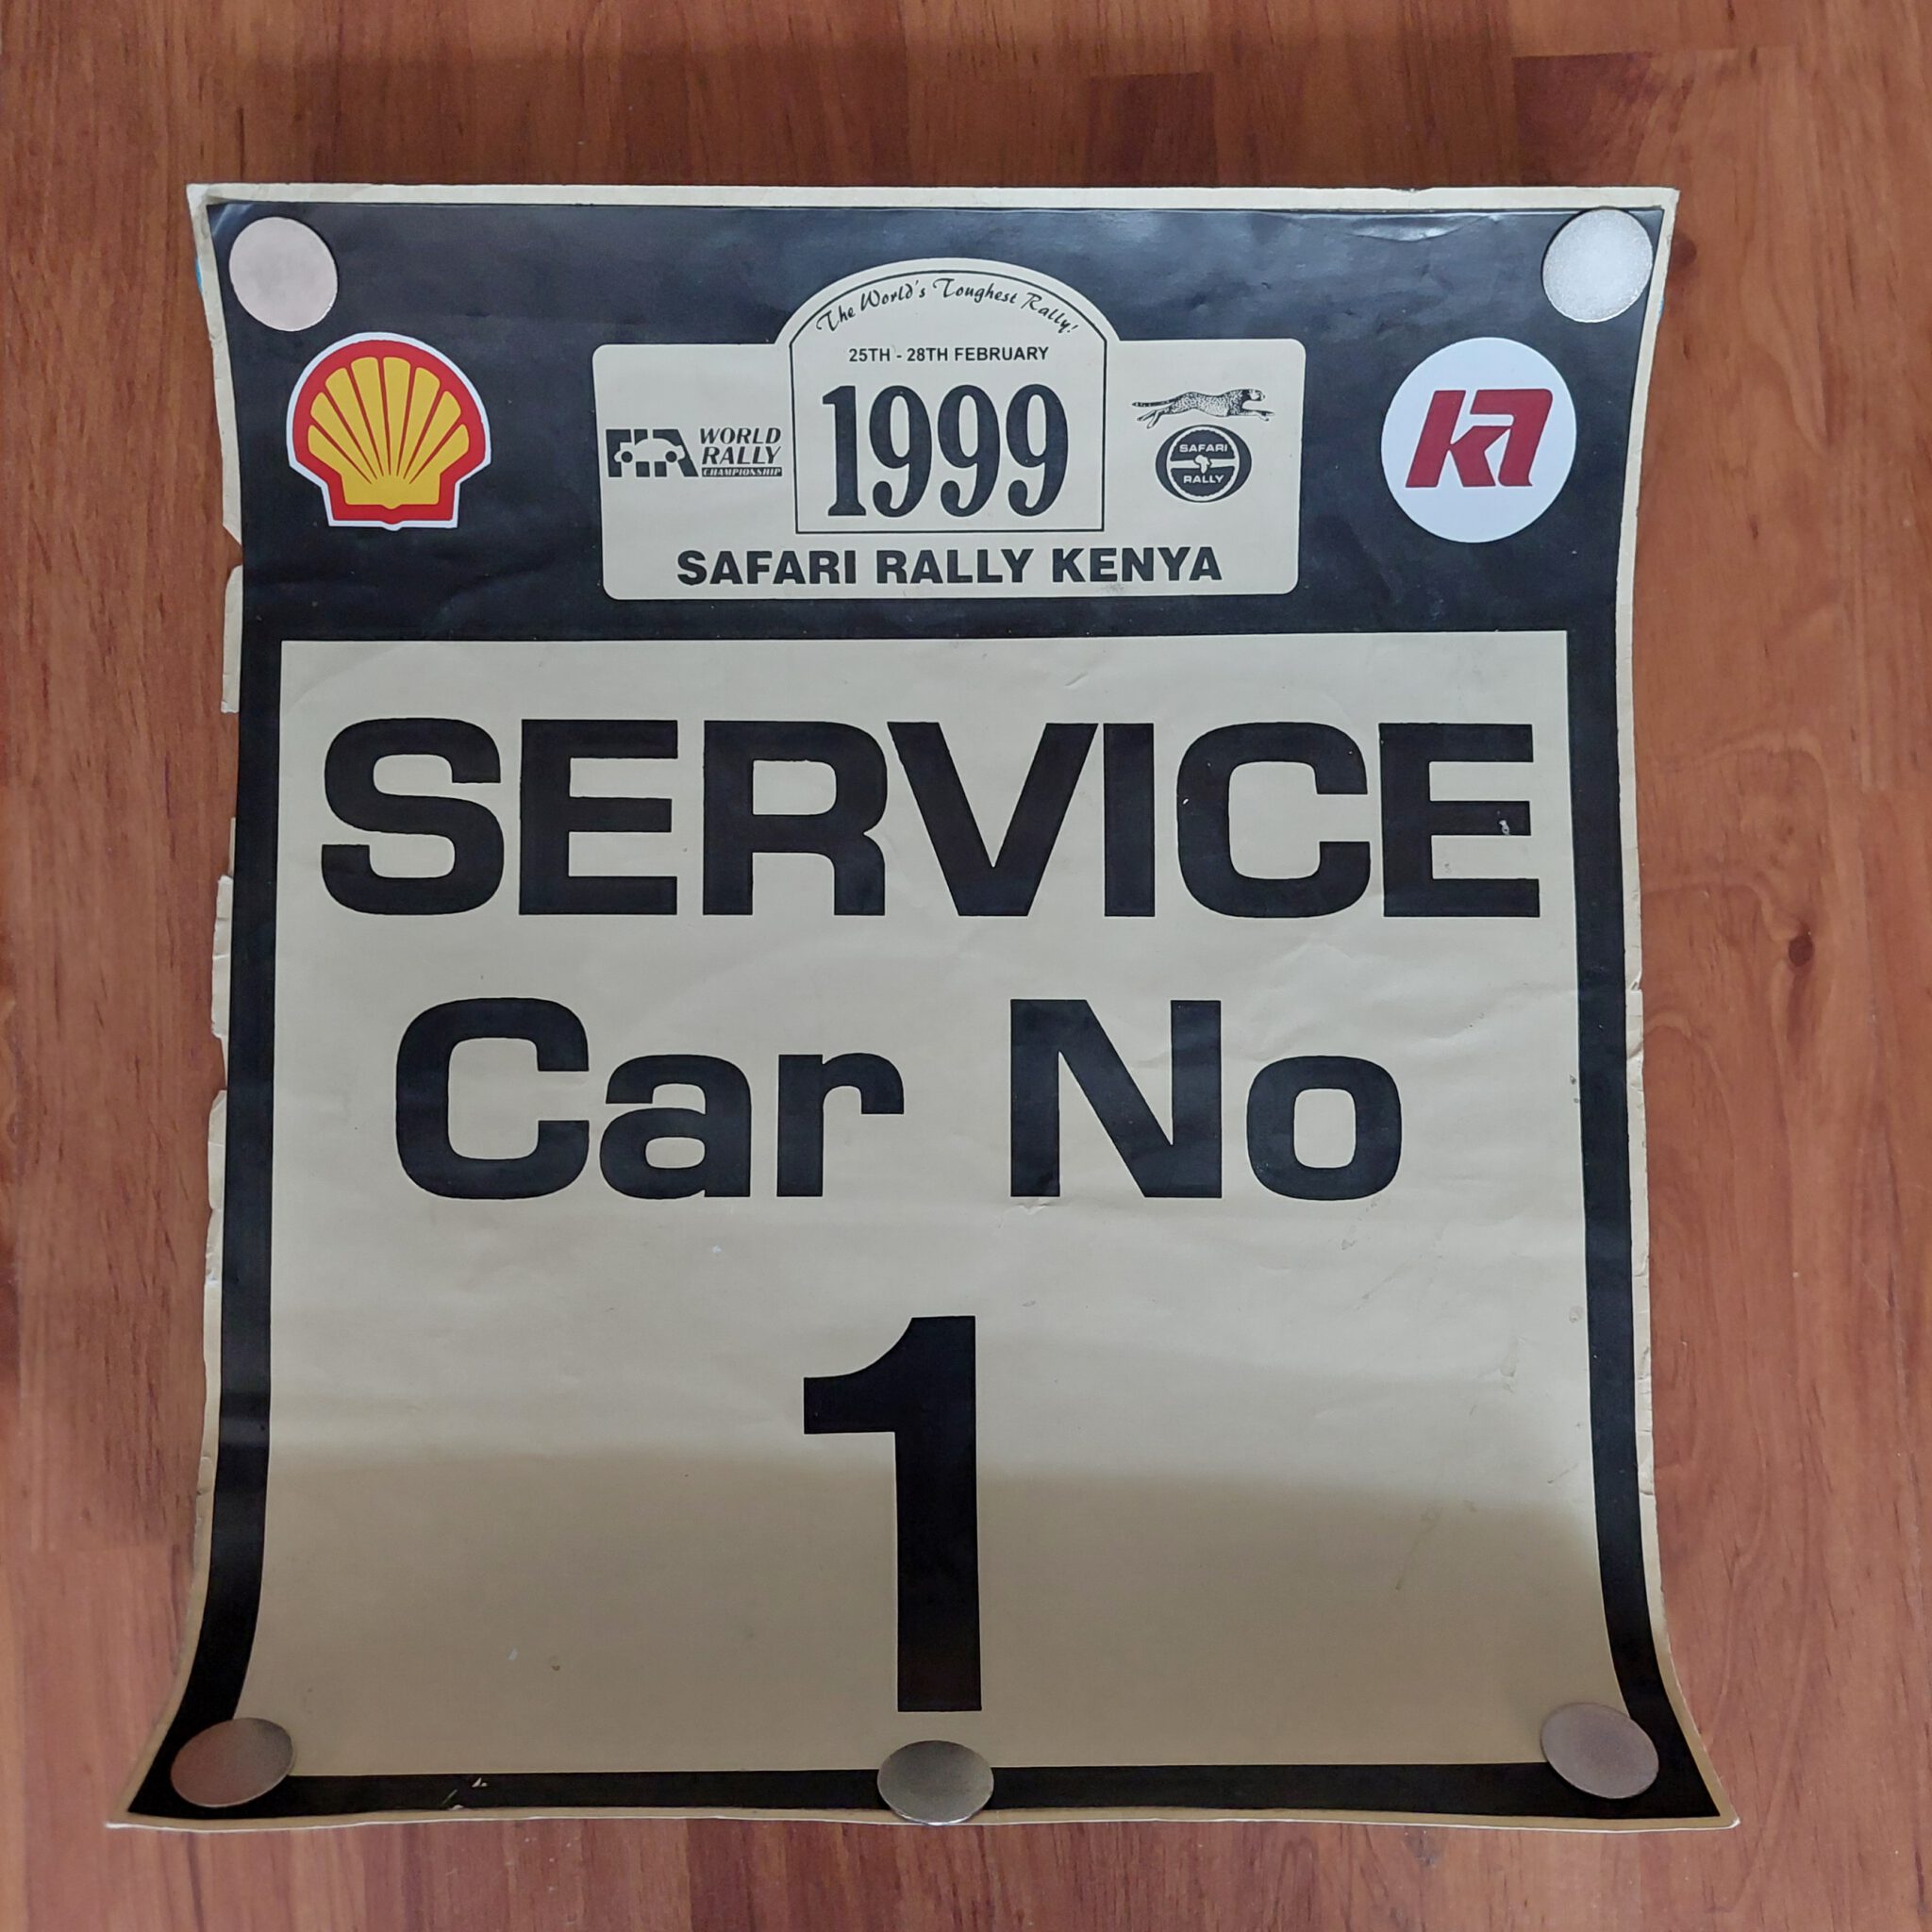 The World's Toughest Rally!
25TH - 28TH FEBRUARY
1999
FIA WORLD
RALLY
CHAMPIONSHIP
SAFARI
RALLY
SAFARI RALLY KENYA
SERVICE
Car No
1